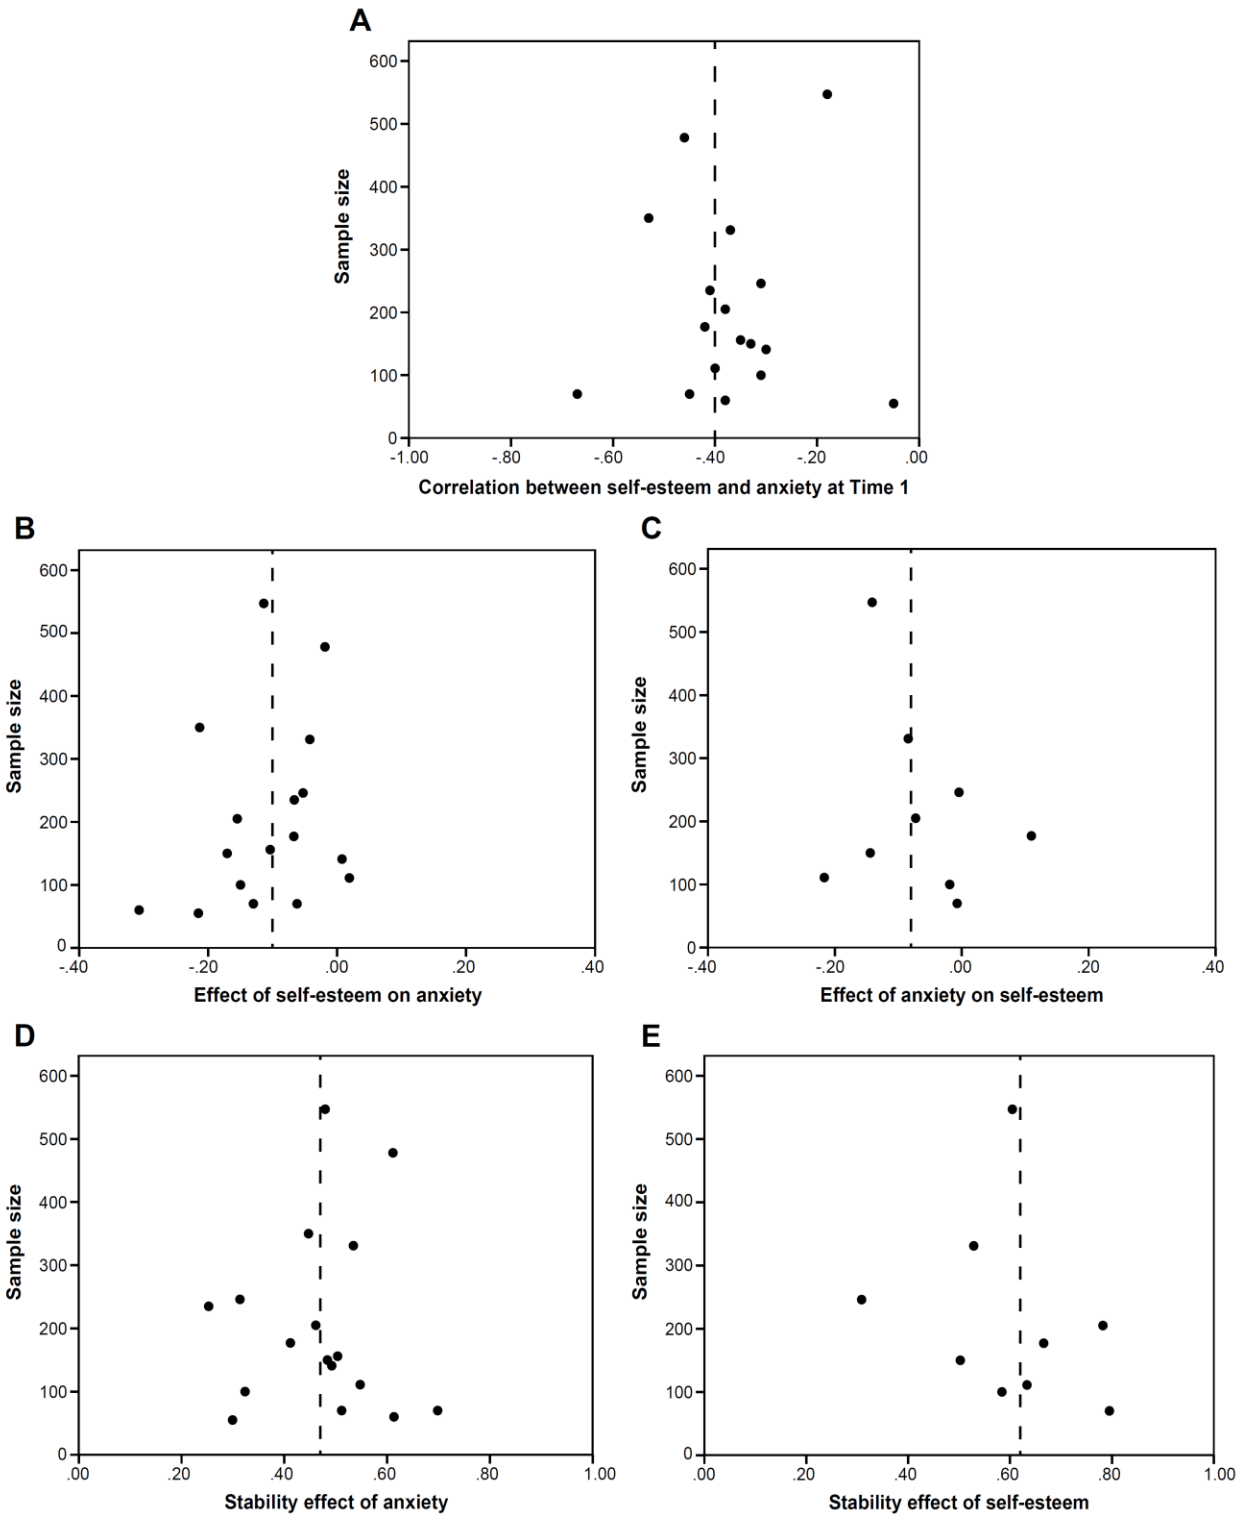 A
600
500
400
300
200
100
0
Sample size
-1.00 -.80 -.60 -.40 -.20 .00
Correlation between self-esteem and anxiety at Time 1
B
600
500
400
300
200
100
0
Sample size
-.40 -.20 .00 .20 .40
Effect of self-esteem on anxiety
C
600
500
400
300
200
100
0
Sample size
-.40 -.20 .00 .20 .40
Effect of anxiety on self-esteem
D
600
500
400
300
200
100
0
Sample size
.00 .20 .40 .60 .80 1.00
Stability effect of anxiety
E
600
500
400
300
200
100
0
Sample size
.00 .20 .40 .60 .80 1.00
Stability effect of self-esteem